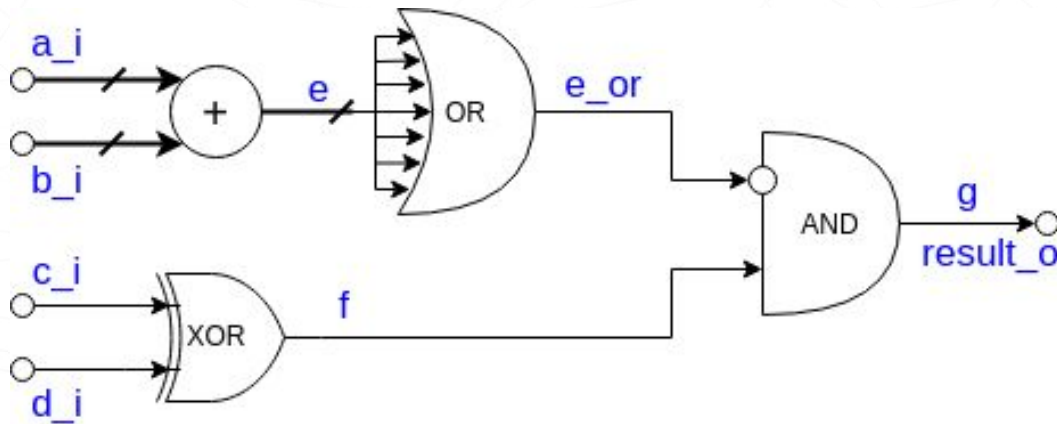 a_i
b_i
+
e
OR
e_or
c_i
d_i
XOR
f
AND
g
result_o